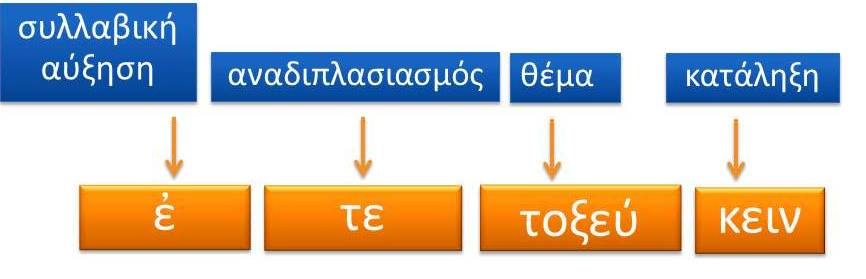 συλλαβική
αύξηση
αναδιπλασιασμός
θέμα
κατάληξη
ἐ
τε
τοξεύ
κειν